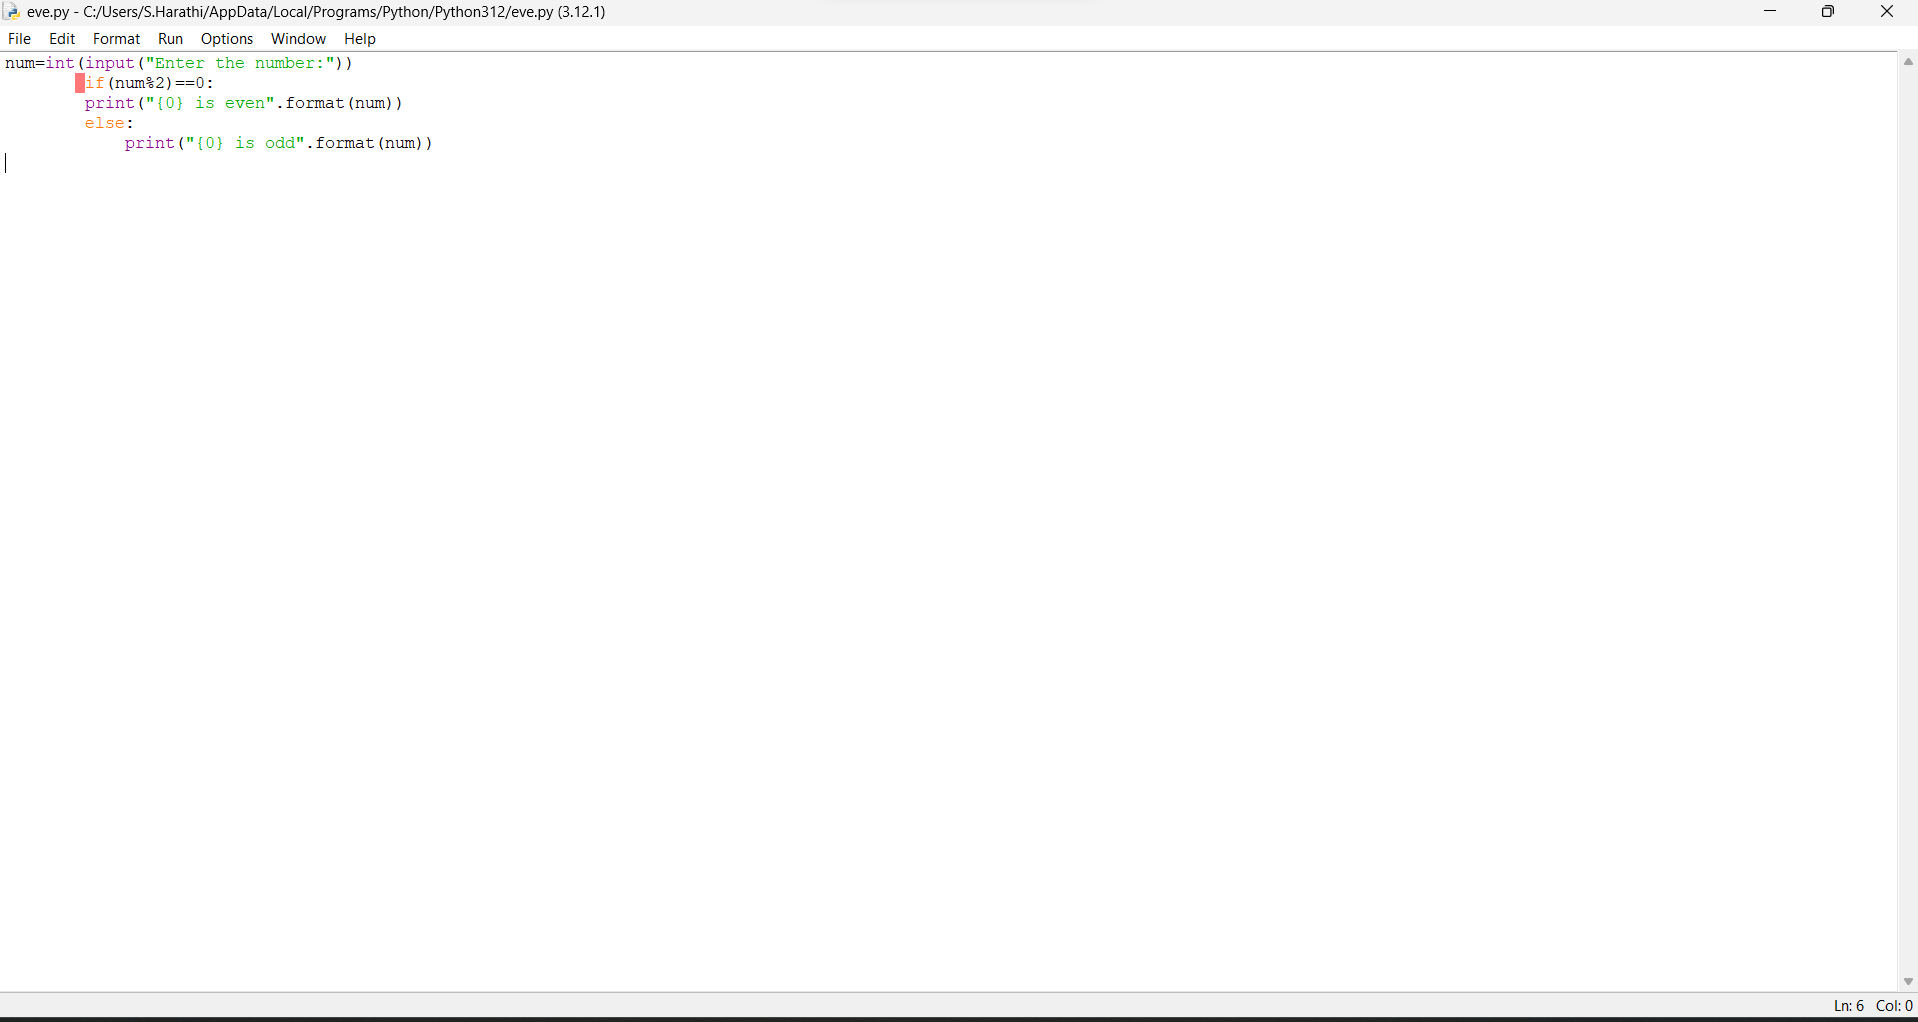 eve.py - C:/Users/S.Harathi/AppData/Local/Programs/Python/Python312/eve.py (3.12.1)
File Edit Format Run Options Window Help
num=int(input("Enter the number:"))
        if(num%2)==0:
        print("{0} is even".format(num))
        else:
            print("{0} is odd".format(num))
Ln: 6 Col: 0